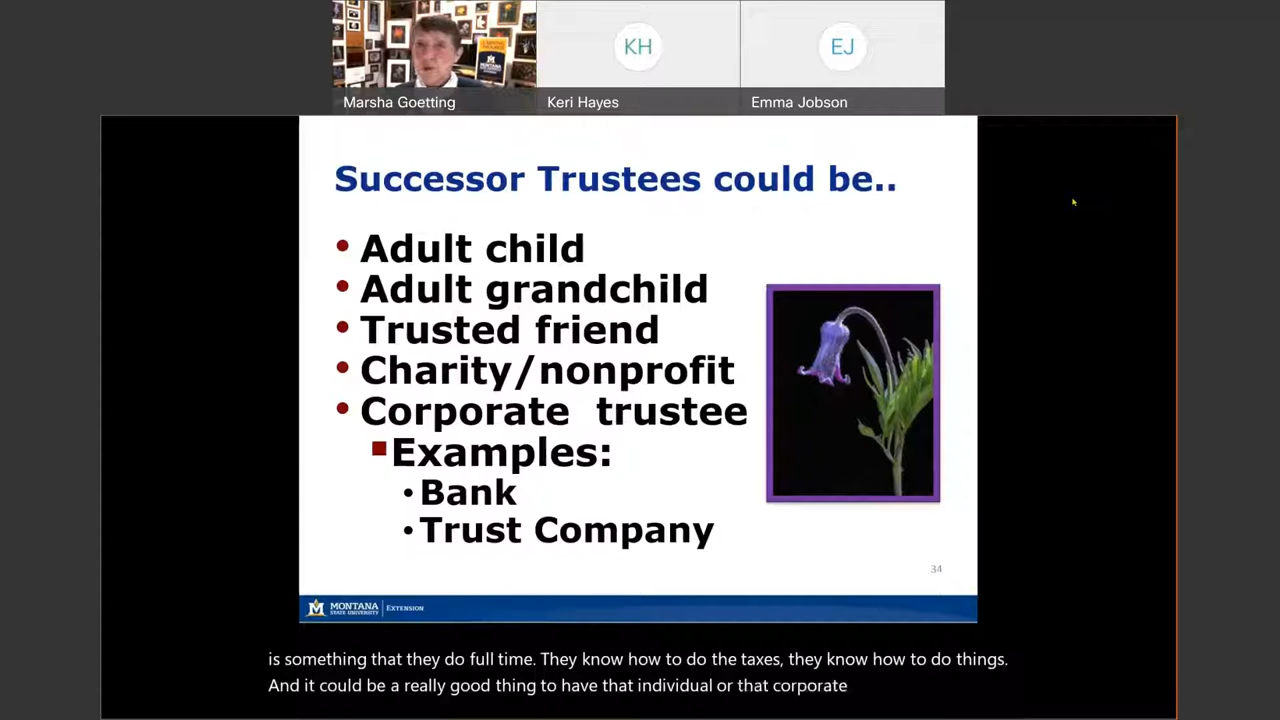 KH
EJ
Marsha Goetting
Keri Hayes
Emma Jobson
Successor Trustees could be..
• Adult child
• Adult grandchild
• Trusted friend
• Charity/nonprofit
• Corporate trustee
▪Examples:
• Bank
• Trust Company
34
M MONTANA
STATE UNIVERSITY
EXTENSION
is something that they do full time. They know how to do the taxes, they know how to do things.
And it could be a really good thing to have that individual or that corporate